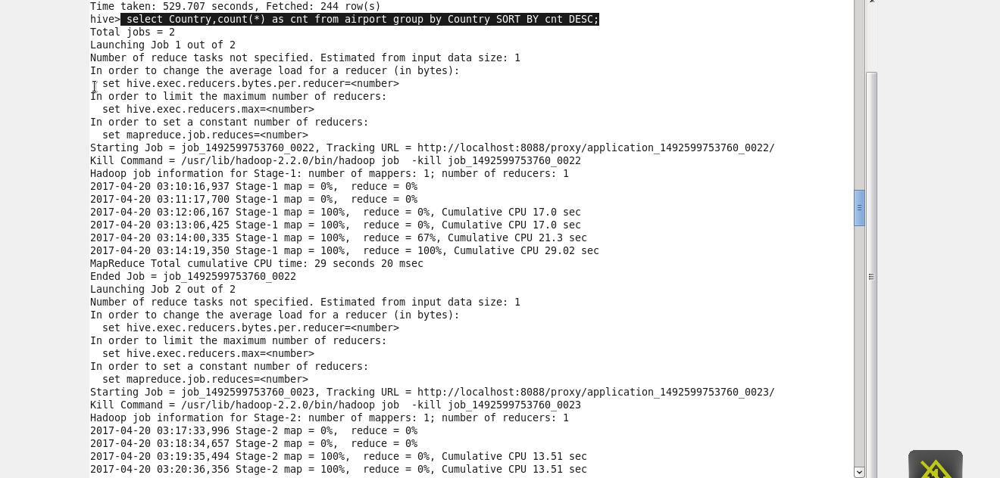 Time taken: 529.707 seconds, Fetched: 244 row(s)
hive> select Country,count(*) as cnt from airport group by Country SORT BY cnt DESC;
Total jobs = 2
Launching Job 1 out of 2
Number of reduce tasks not specified. Estimated from input data size: 1
In order to change the average load for a reducer (in bytes):
  set hive.exec.reducers.bytes.per.reducer=<number>
In order to limit the maximum number of reducers:
  set hive.exec.reducers.max=<number>
In order to set a constant number of reducers:
  set mapreduce.job.reduces=<number>
Starting Job = job_1492599753760_0022, Tracking URL = http://localhost:8088/proxy/application_1492599753760_0022/
Kill Command = /usr/lib/hadoop-2.2.0/bin/hadoop job  -kill job_1492599753760_0022
Hadoop job information for Stage-1: number of mappers: 1; number of reducers: 1
2017-04-20 03:10:16,937 Stage-1 map = 0%,  reduce = 0%
2017-04-20 03:11:17,700 Stage-1 map = 0%,  reduce = 0%
2017-04-20 03:12:06,167 Stage-1 map = 100%,  reduce = 0%, Cumulative CPU 17.0 sec
2017-04-20 03:13:06,425 Stage-1 map = 100%,  reduce = 0%, Cumulative CPU 17.0 sec
2017-04-20 03:14:00,335 Stage-1 map = 100%,  reduce = 67%, Cumulative CPU 21.3 sec
2017-04-20 03:14:19,350 Stage-1 map = 100%,  reduce = 100%, Cumulative CPU 29.02 sec
MapReduce Total cumulative CPU time: 29 seconds 20 msec
Ended Job = job_1492599753760_0022
Launching Job 2 out of 2
Number of reduce tasks not specified. Estimated from input data size: 1
In order to change the average load for a reducer (in bytes):
  set hive.exec.reducers.bytes.per.reducer=<number>
In order to limit the maximum number of reducers:
  set hive.exec.reducers.max=<number>
In order to set a constant number of reducers:
  set mapreduce.job.reduces=<number>
Starting Job = job_1492599753760_0023, Tracking URL = http://localhost:8088/proxy/application_1492599753760_0023/
Kill Command = /usr/lib/hadoop-2.2.0/bin/hadoop job  -kill job_1492599753760_0023
Hadoop job information for Stage-2: number of mappers: 1; number of reducers: 1
2017-04-20 03:17:33,996 Stage-2 map = 0%,  reduce = 0%
2017-04-20 03:18:34,657 Stage-2 map = 0%,  reduce = 0%
2017-04-20 03:19:35,494 Stage-2 map = 100%,  reduce = 0%, Cumulative CPU 13.51 sec
2017-04-20 03:20:36,356 Stage-2 map = 100%,  reduce = 0%, Cumulative CPU 13.51 sec